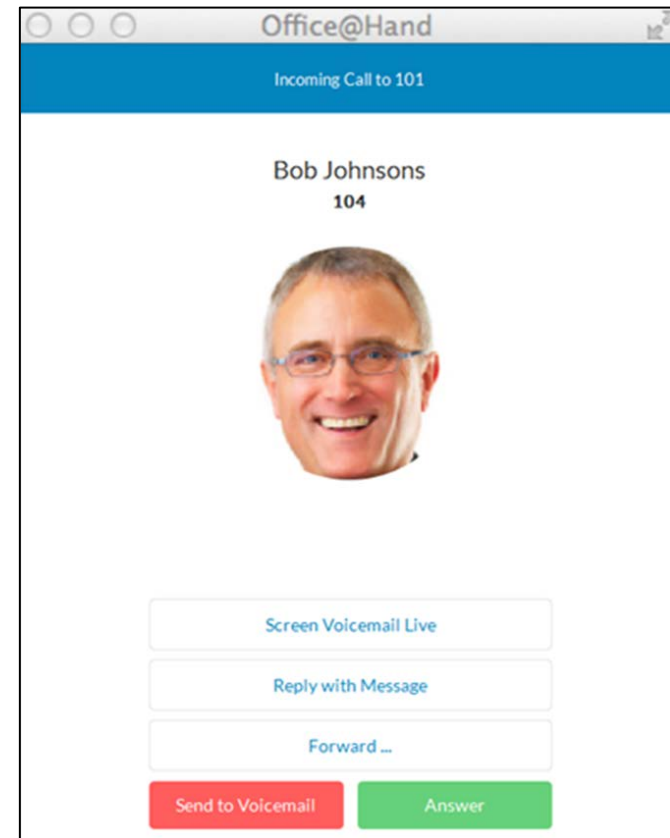 Office@Hand
Incoming Call to 101
Bob Johnsons
104
Screen Voicemail Live
Reply with Message
Forward ...
Send to Voicemail Answer